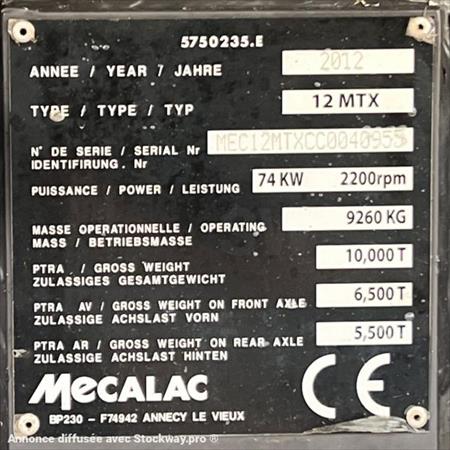 5750235.E
ANNEE / YEAR / JAHRE 2012
TYPE / TYPE / TYP 12 MTX
N° DE SERIE / SERIAL Nr MEC12MTXCC0040955
IDENTIFIRUNG. Nr
PUISSANCE / POWER / LEISTUNG 74 KW 2200rpm
MASSE OPERATIONNELLE / OPERATING 9260 KG
MASS / BETRIEBSMASSE
PTRA / GROSS WEIGHT 10,000 T
ZULASSIGES GESAMTGEWICHT
PTRA AV / GROSS WEIGHT ON FRONT AXLE 6,500 T
ZULASSIGE ACHSLAST VORN
PTRA AR / GROSS WEIGHT ON REAR AXLE 5,500 T
ZULASSIGE ACHSLAST HINTEN
MECALAC CE
BP230 – F74942 ANNECY LE VIEUX
Annonce diffusée avec Stockway.pro ®